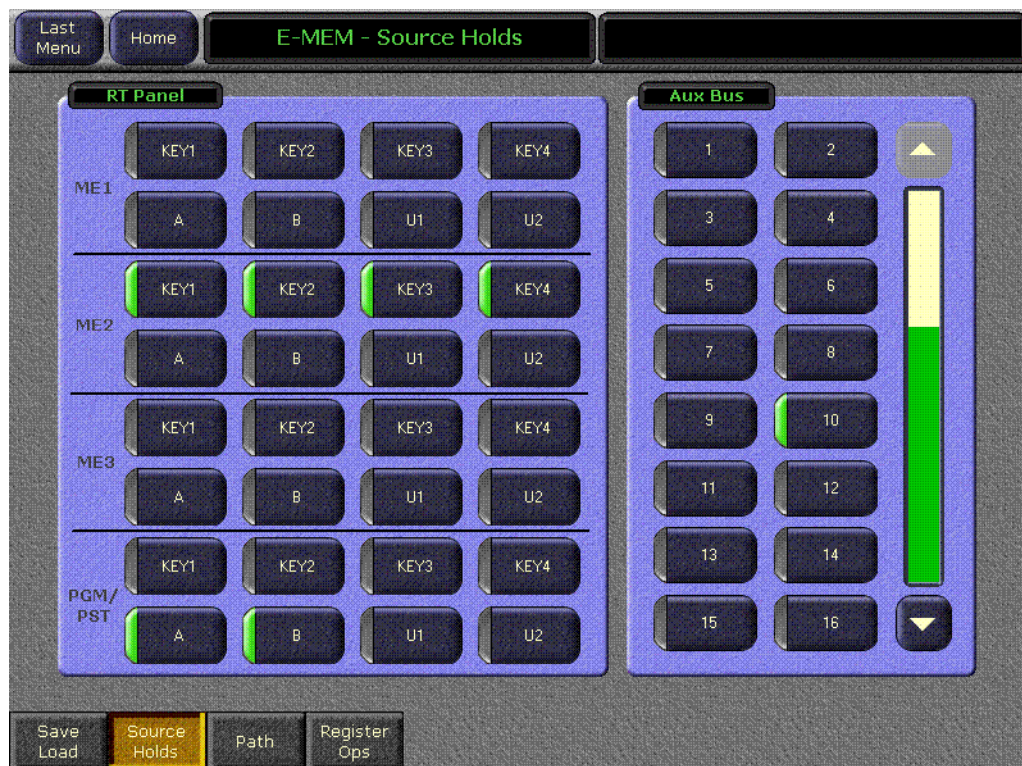 Last
Menu
Home
E-MEM - Source Holds
RT Panel
Aux Bus
KEY1 KEY2 KEY3 KEY4
ME1
A B U1 U2
KEY1 KEY2 KEY3 KEY4
ME2
A B U1 U2
KEY1 KEY2 KEY3 KEY4
ME3
A B U1 U2
KEY1 KEY2 KEY3 KEY4
PGM/
PST
A B U1 U2
1 2
3 4
5 6
7 8
9 10
11 12
13 14
15 16
Save
Load
Source
Holds
Path
Register
Ops